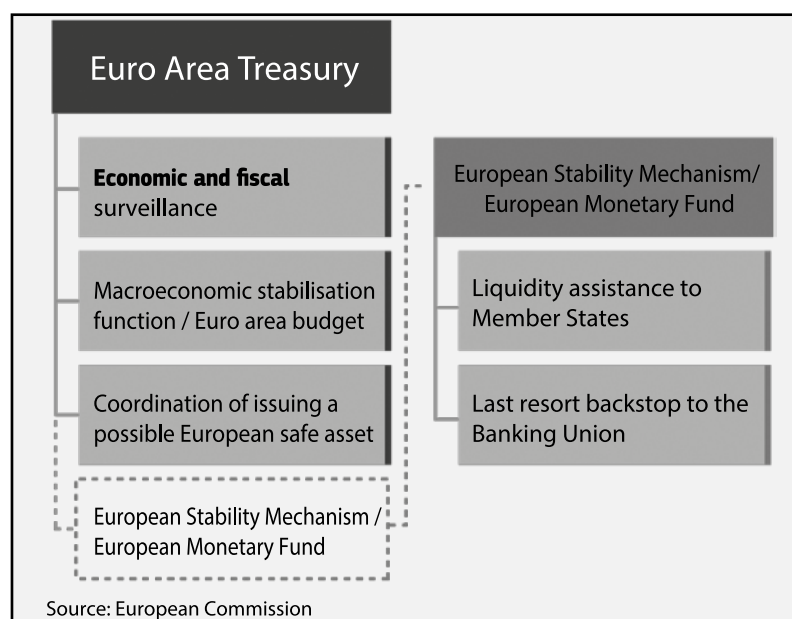 Euro Area Treasury
Economic and fiscal
surveillance
Macroeconomic stabilisation
function / Euro area budget
Coordination of issuing a
possible European safe asset
European Stability Mechanism /
European Monetary Fund
European Stability Mechanism/
European Monetary Fund
Liquidity assistance to
Member States
Last resort backstop to the
Banking Union
Source: European Commission